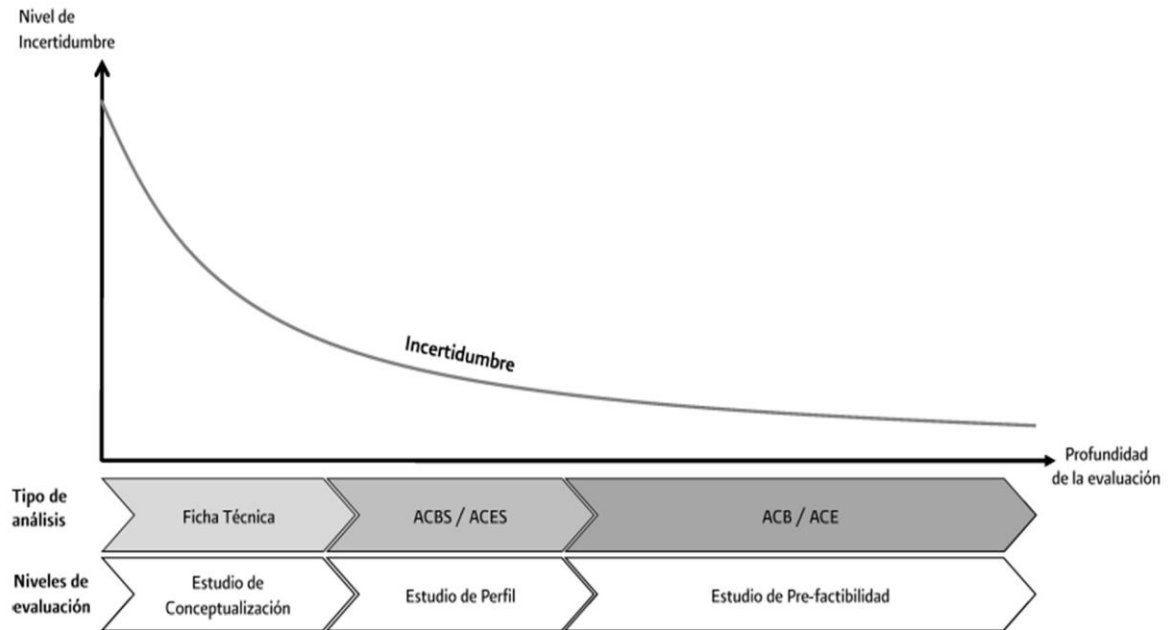 Nivel de
Incertidumbre
Incertidumbre
Profundidad
de la evaluación
Tipo de
análisis
Ficha Técnica
ACBS / ACES
ACB / ACE
Niveles de
evaluación
Estudio de
Conceptualización
Estudio de Perfil
Estudio de Pre-factibilidad